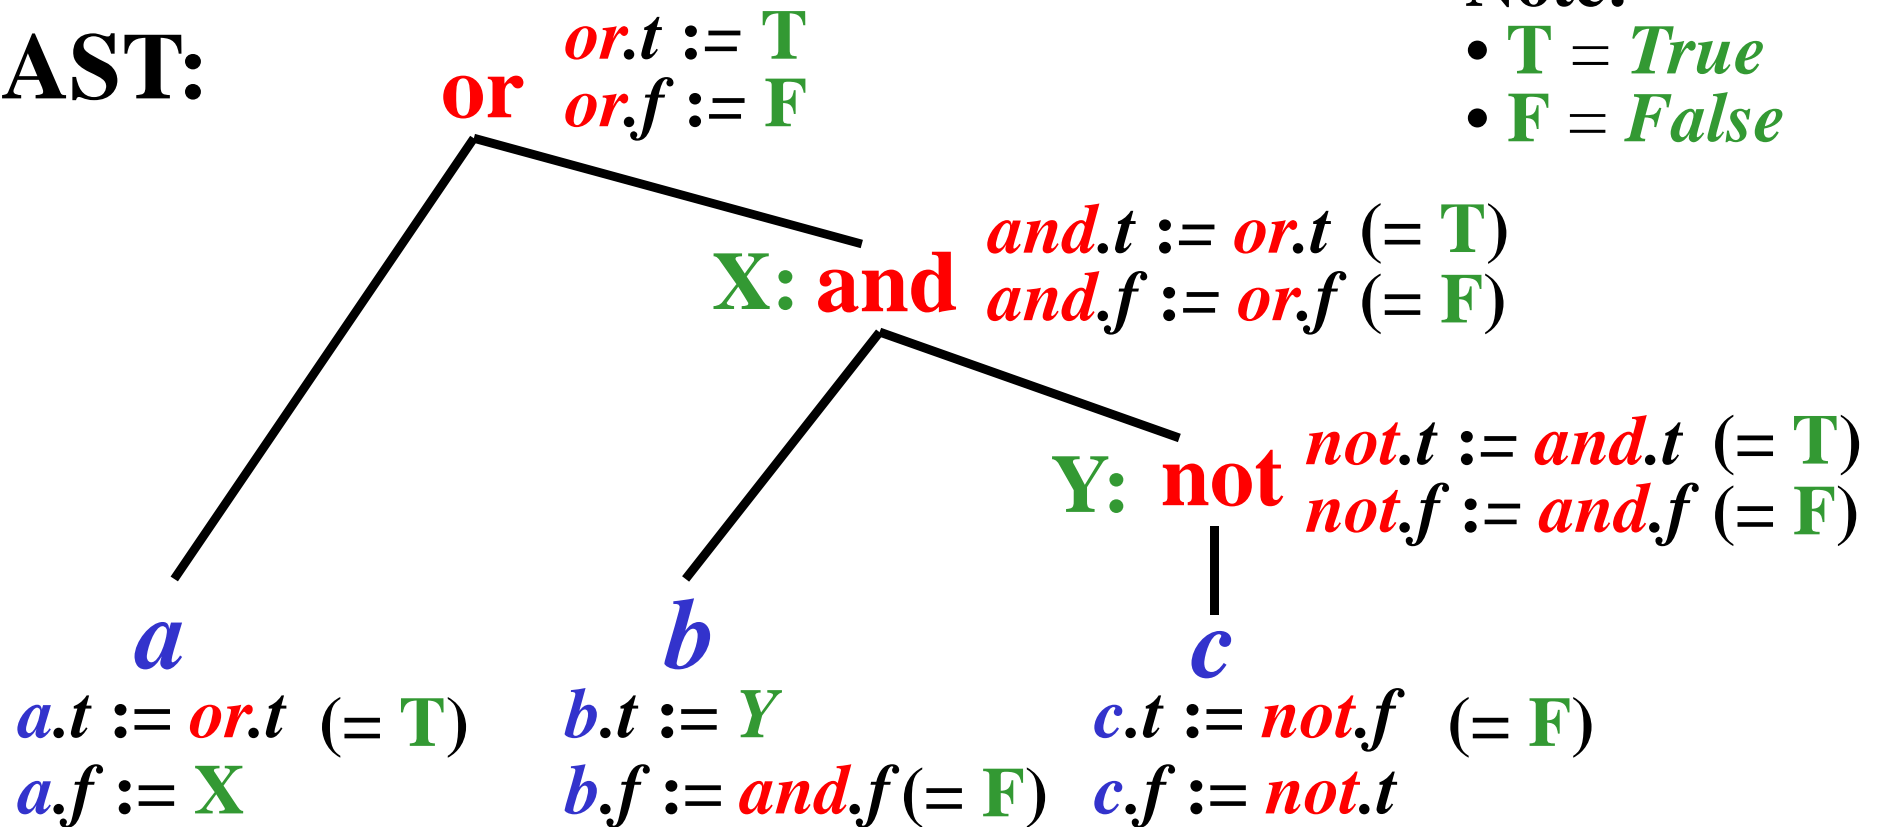 AST:
or
or.t := T
or.f := F
• T = True
• F = False
X: and
and.t := or.t (= T)
and.f := or.f (= F)
Y: not
not.t := and.t (= T)
not.f := and.f (= F)
a
b
c
a.t := or.t (= T)
a.f := X
b.t := Y
b.f := and.f (= F)
c.t := not.f (= F)
c.f := not.t